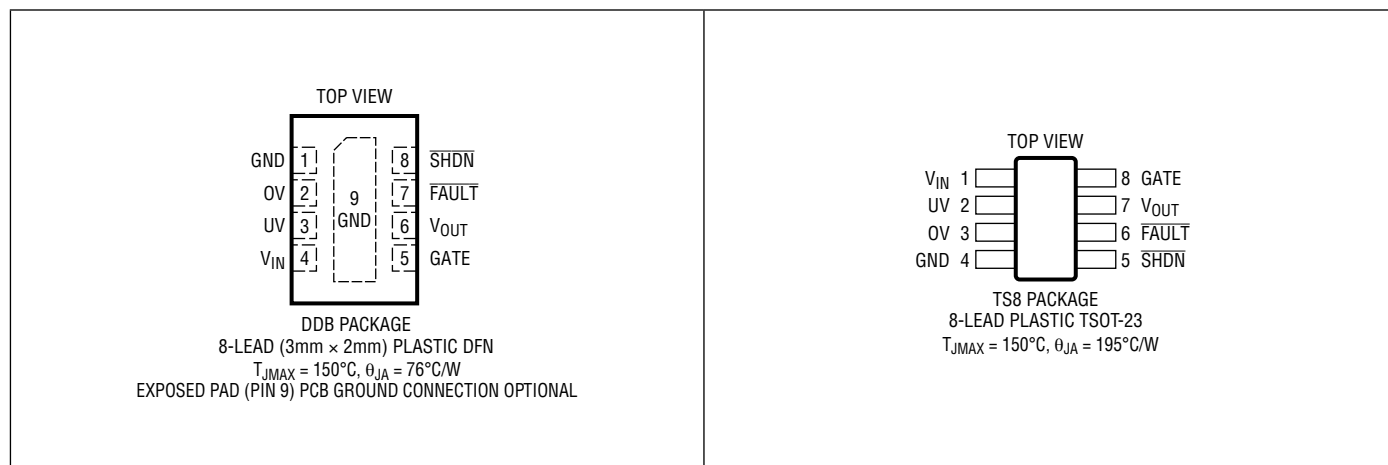 TOP VIEW
GND 1
OV 2
UV 3
VIN 4
9
GND
8 SHDN
7 FAULT
6 VOUT
5 GATE
DDB PACKAGE
8-LEAD (3mm × 2mm) PLASTIC DFN
TJMAX = 150°C, θJA = 76°C/W
EXPOSED PAD (PIN 9) PCB GROUND CONNECTION OPTIONAL
TOP VIEW
VIN 1
UV 2
OV 3
GND 4
8 GATE
7 VOUT
6 FAULT
5 SHDN
TS8 PACKAGE
8-LEAD PLASTIC TSOT-23
TJMAX = 150°C, θJA = 195°C/W